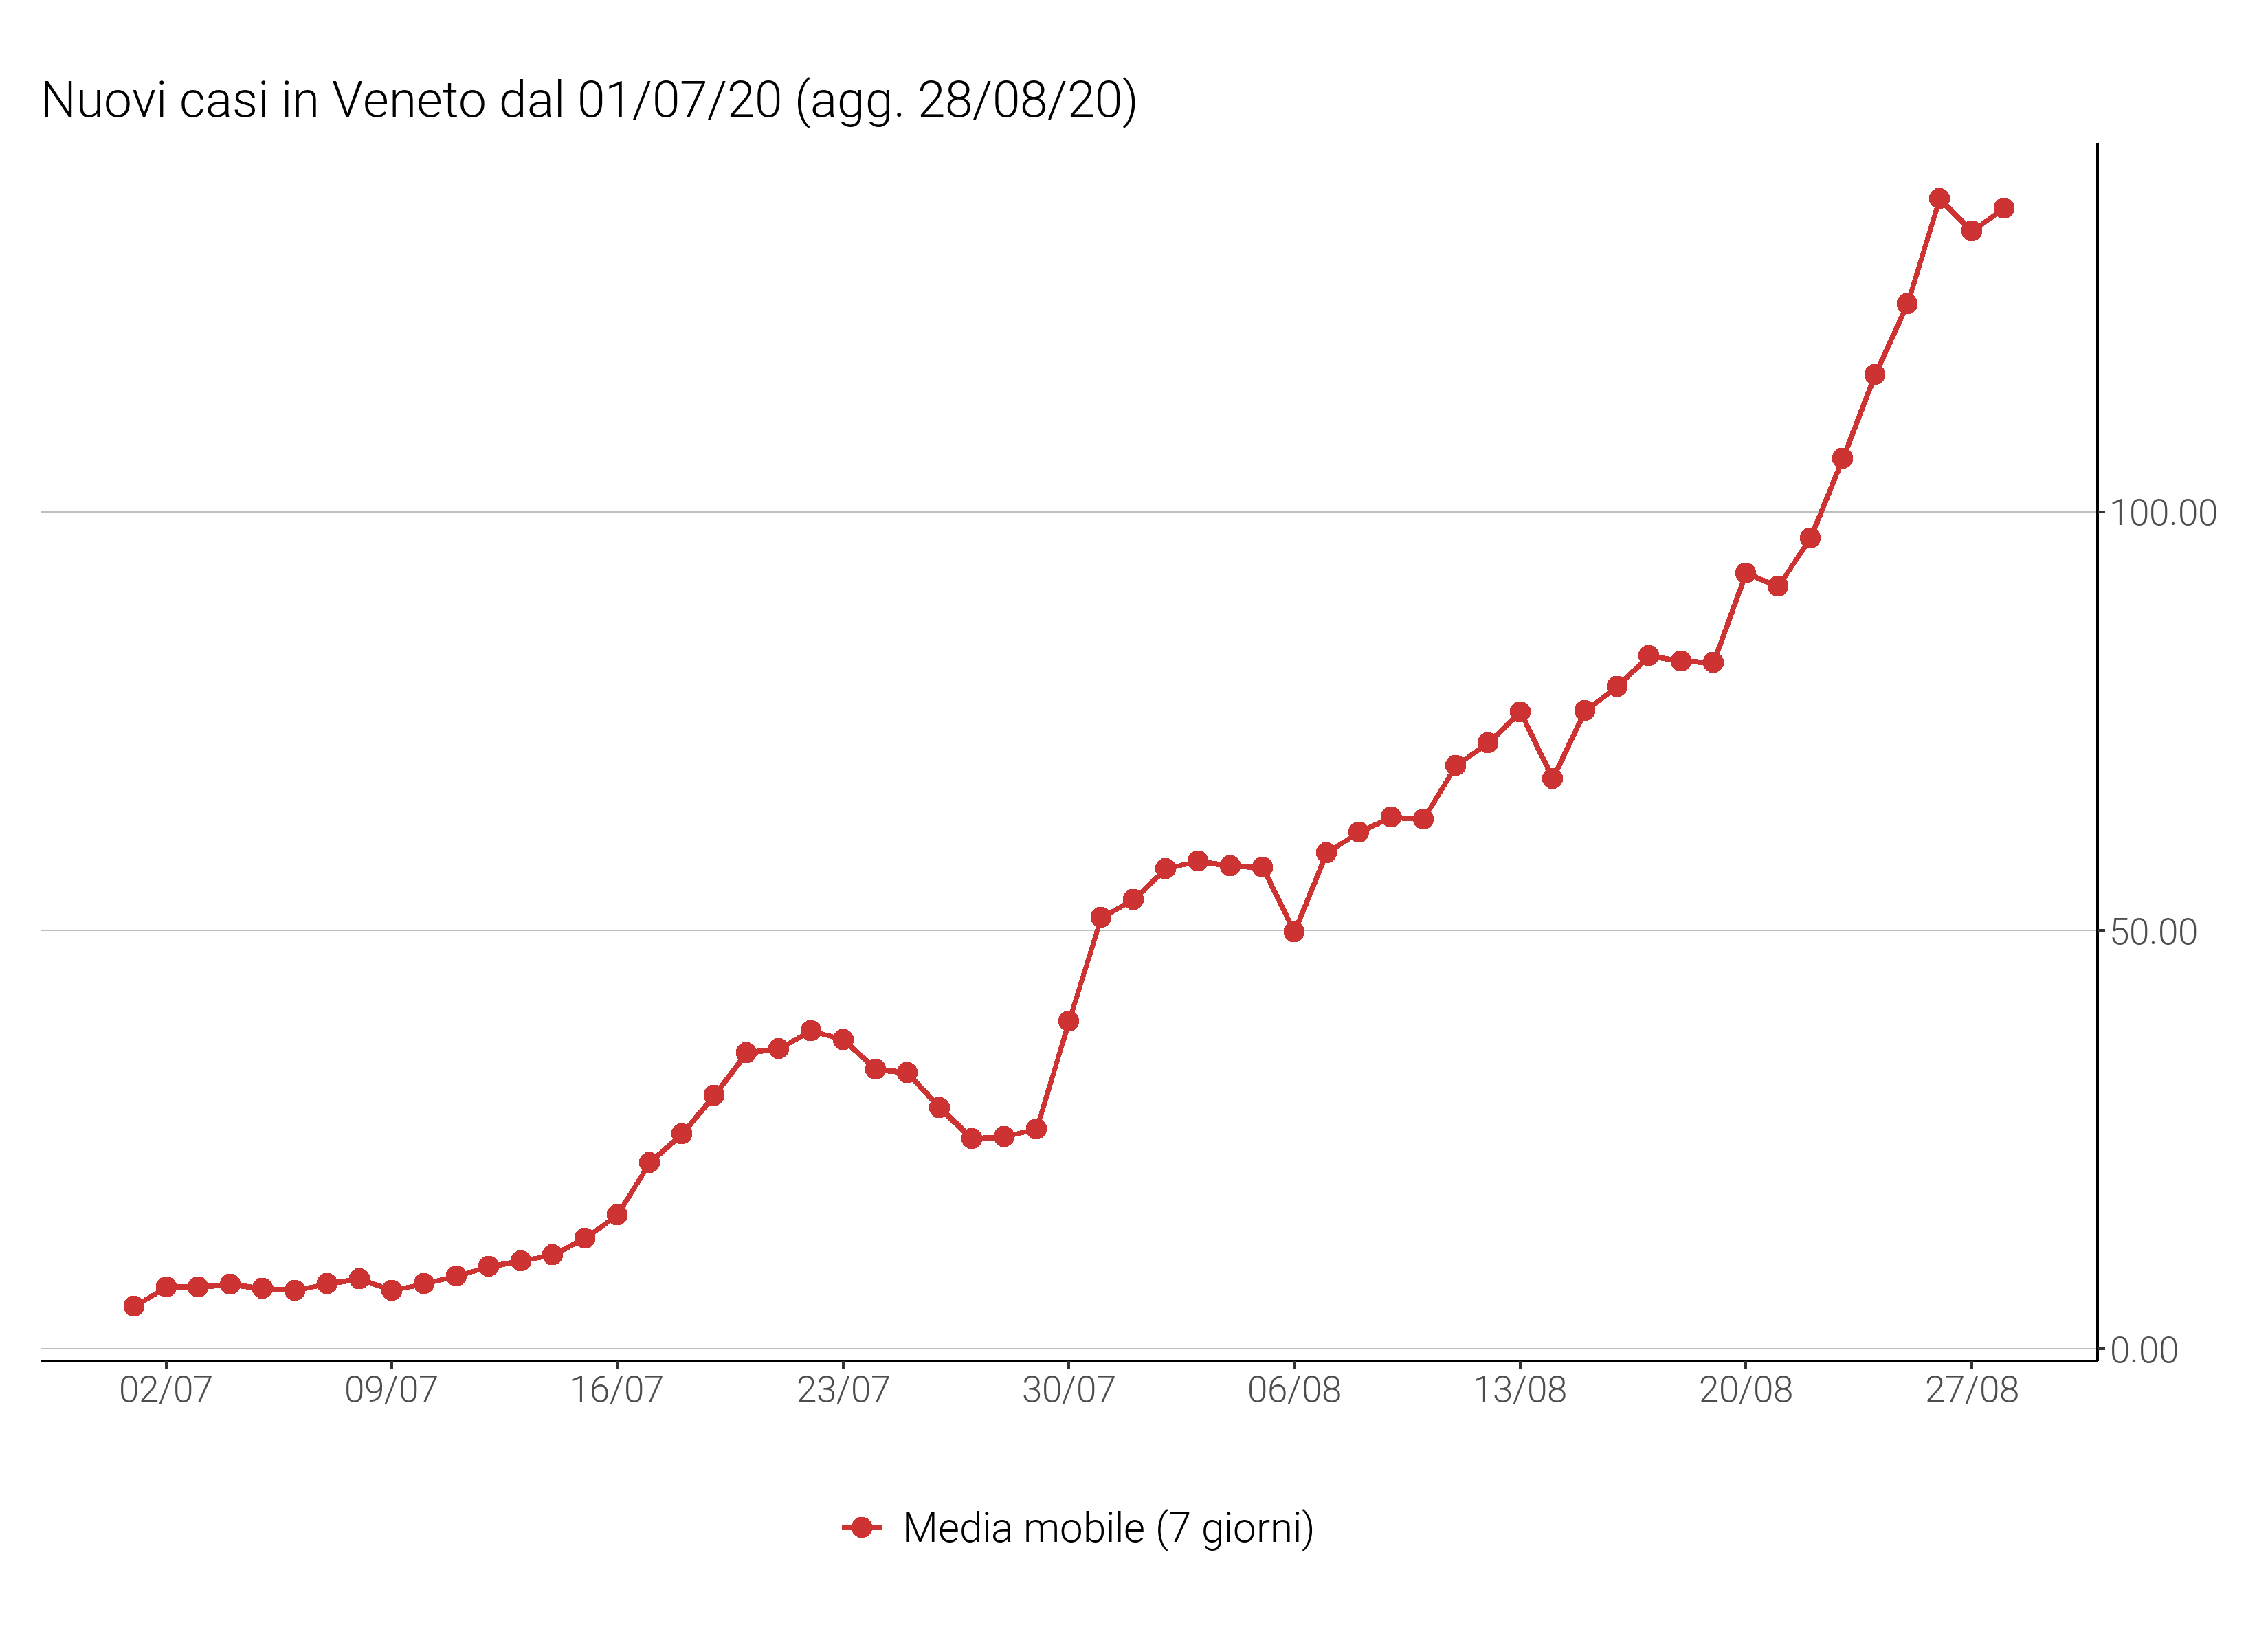 Nuovi casi in Veneto dal 01/07/20 (agg. 28/08/20)
100.00
50.00
0.00
02/07 09/07 16/07 23/07 30/07 06/08 13/08 20/08 27/08
Media mobile (7 giorni)